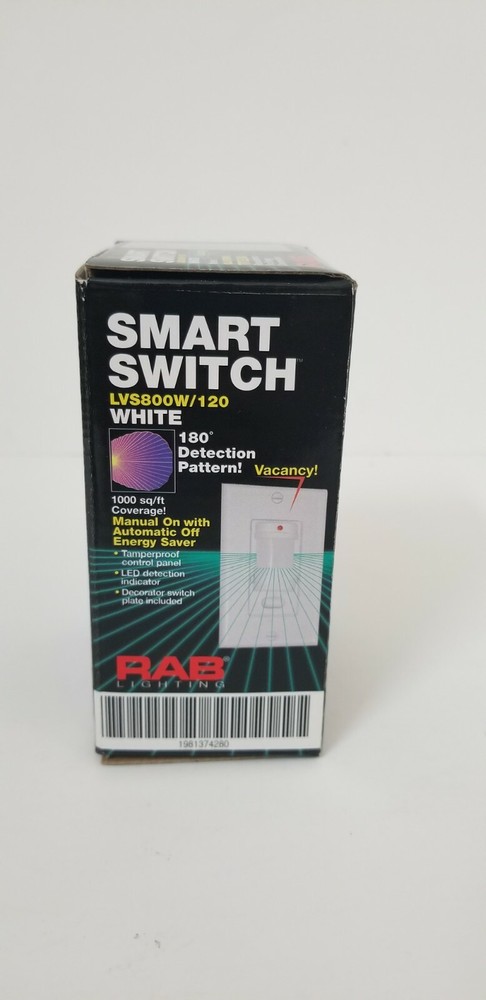 SMART
SWITCH™
LVS800W/120
WHITE
180°
Detection
Pattern!
Vacancy!
1000 sq/ft
Coverage!
Manual On with
Automatic Off
Energy Saver
• Tamperproof
control panel
• LED detection
indicator
• Decorator switch
plate included
RAB®
LIGHTING
1981374280